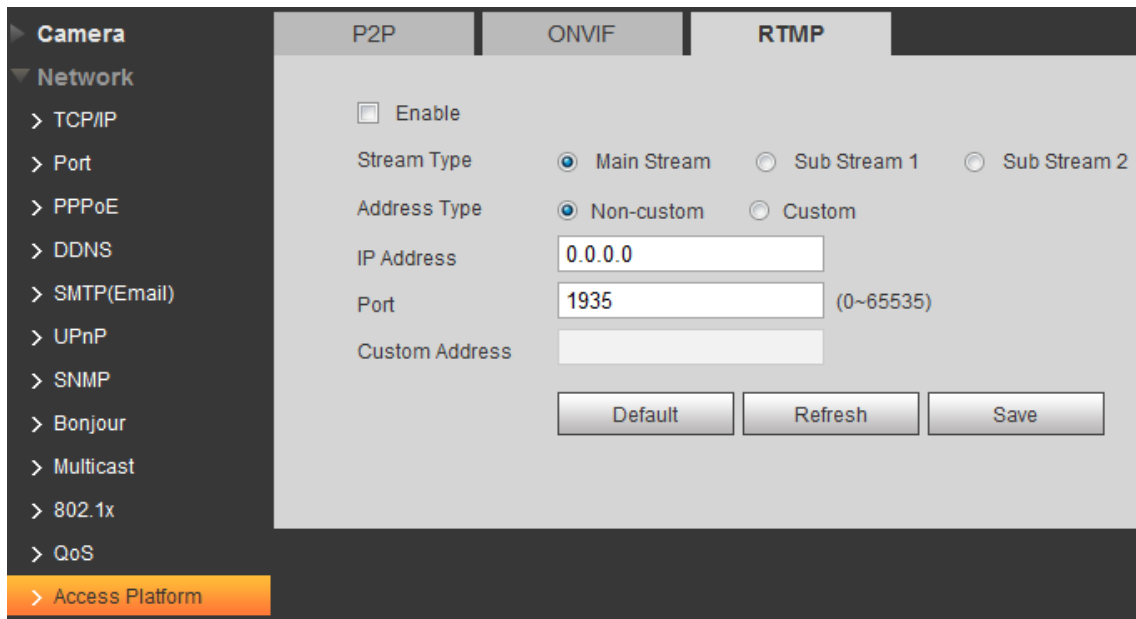 Camera
Network
TCP/IP
Port
PPPoE
DDNS
SMTP(Email)
UPnP
SNMP
Bonjour
Multicast
802.1x
QoS
Access Platform
P2P ONVIF RTMP
Enable
Stream Type Main Stream Sub Stream 1 Sub Stream 2
Address Type Non-custom Custom
IP Address 0.0.0.0
Port 1935 (0~65535)
Custom Address
Default Refresh Save